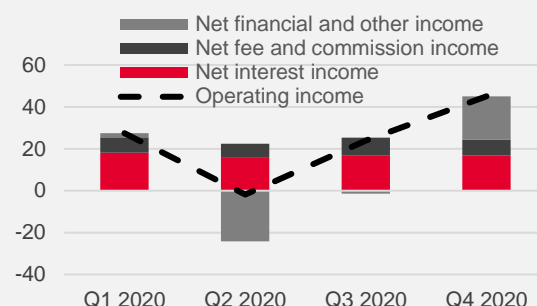 Net financial and other income
Net fee and commission income
Net interest income
Operating income
60
40
20
0
-20
-40
Q1 2020 Q2 2020 Q3 2020 Q4 2020